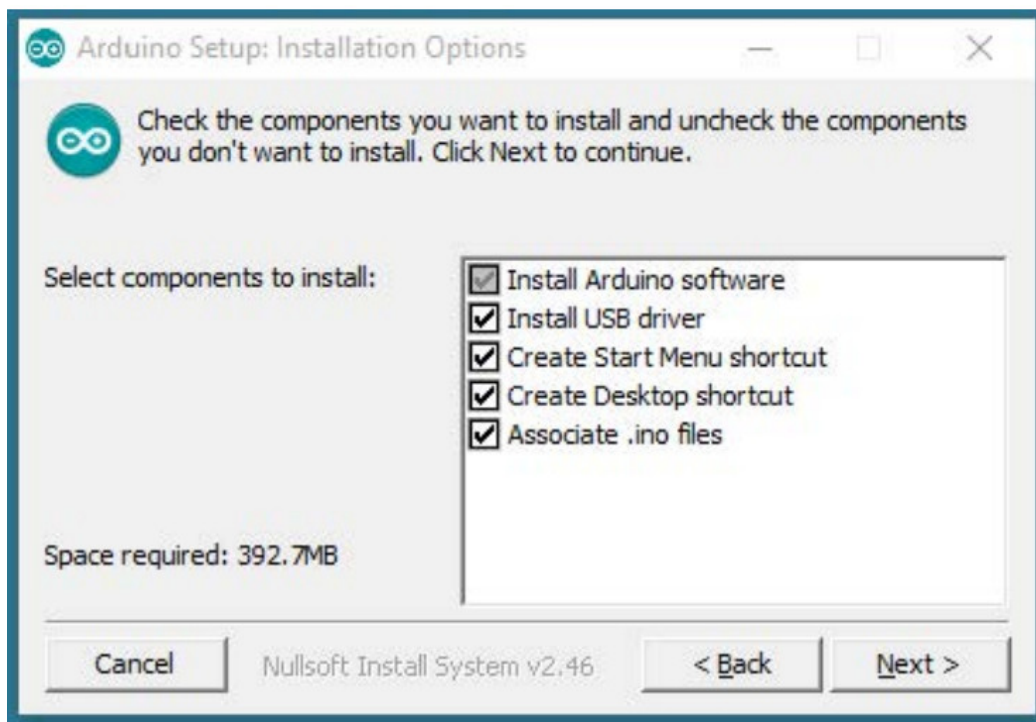 Arduino Setup: Installation Options
Check the components you want to install and uncheck the components
you don't want to install. Click Next to continue.
Select components to install:
Install Arduino software
Install USB driver
Create Start Menu shortcut
Create Desktop shortcut
Associate .ino files
Space required: 392.7MB
Cancel
Nullsoft Install System v2.46
< Back
Next >